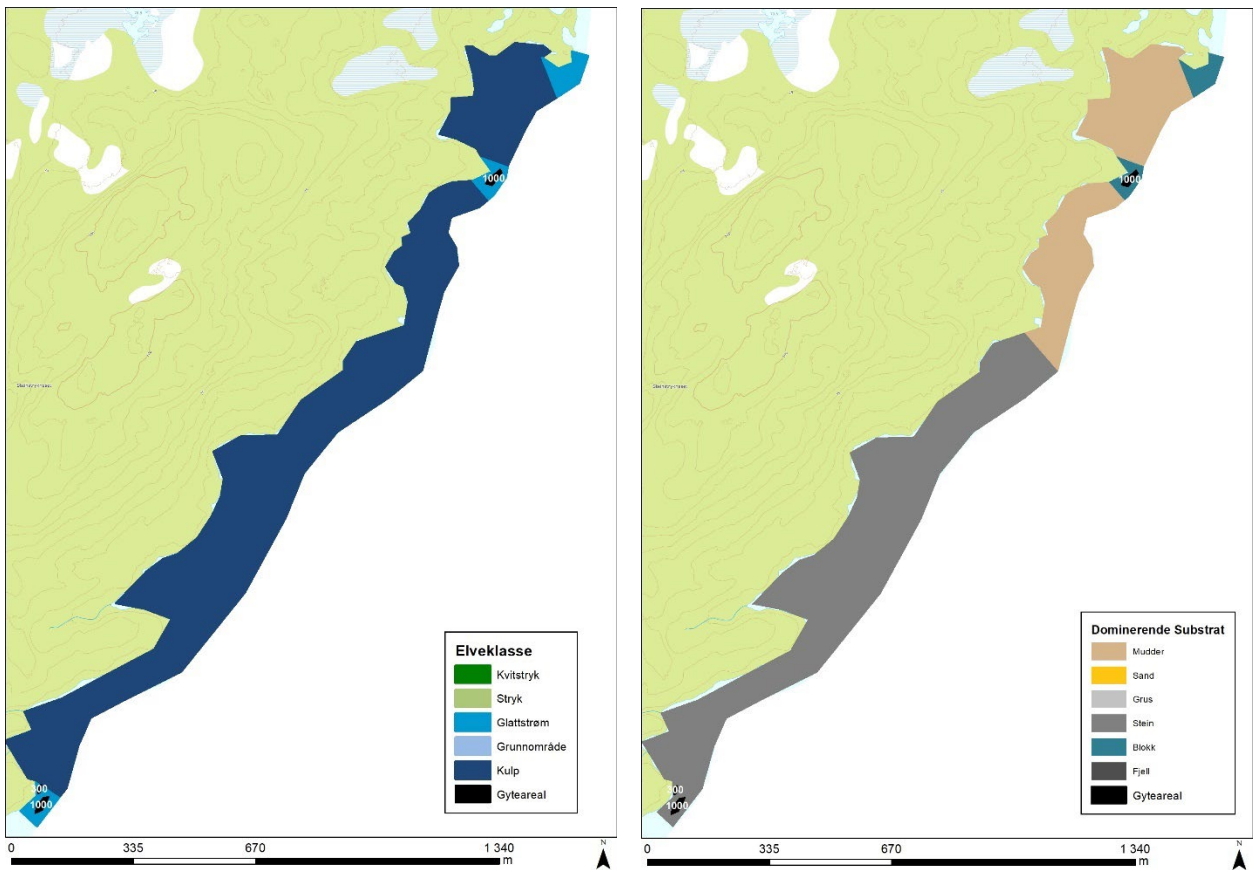 1000
300
1000
Elveklasse
Kvitstryk
Stryk
Glattstrøm
Grunnområde
Kulp
Gyteareal
0 335 670 1 340
m
N
1000
300
1000
Dominerende Substrat
Mudder
Sand
Grus
Stein
Blokk
Fjell
Gyteareal
0 335 670 1 340
m
N